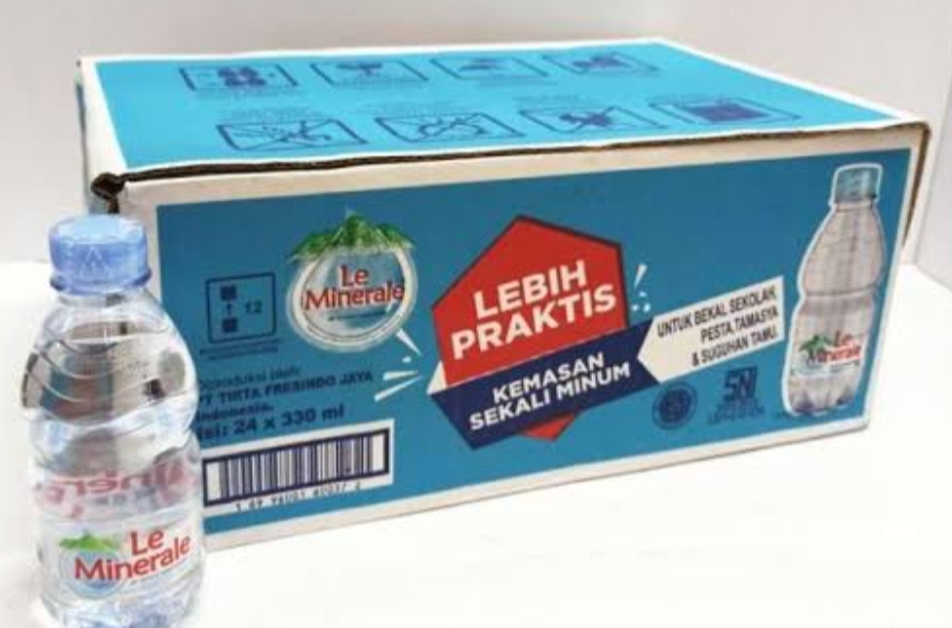 Le
Minerale
LEBIH
PRAKTIS
KEMASAN
SEKALI MINUM
UNTUK BEKAL SEKOLAH,
PESTA, TAMASYA
& SUGUHAN TAMU.
12
Diproduksi oleh:
PT TIRTA FRESINDO JAYA
Indonesia.
Isi: 24 x 330 ml
SNI
Le
Minerale
Le
Minerale